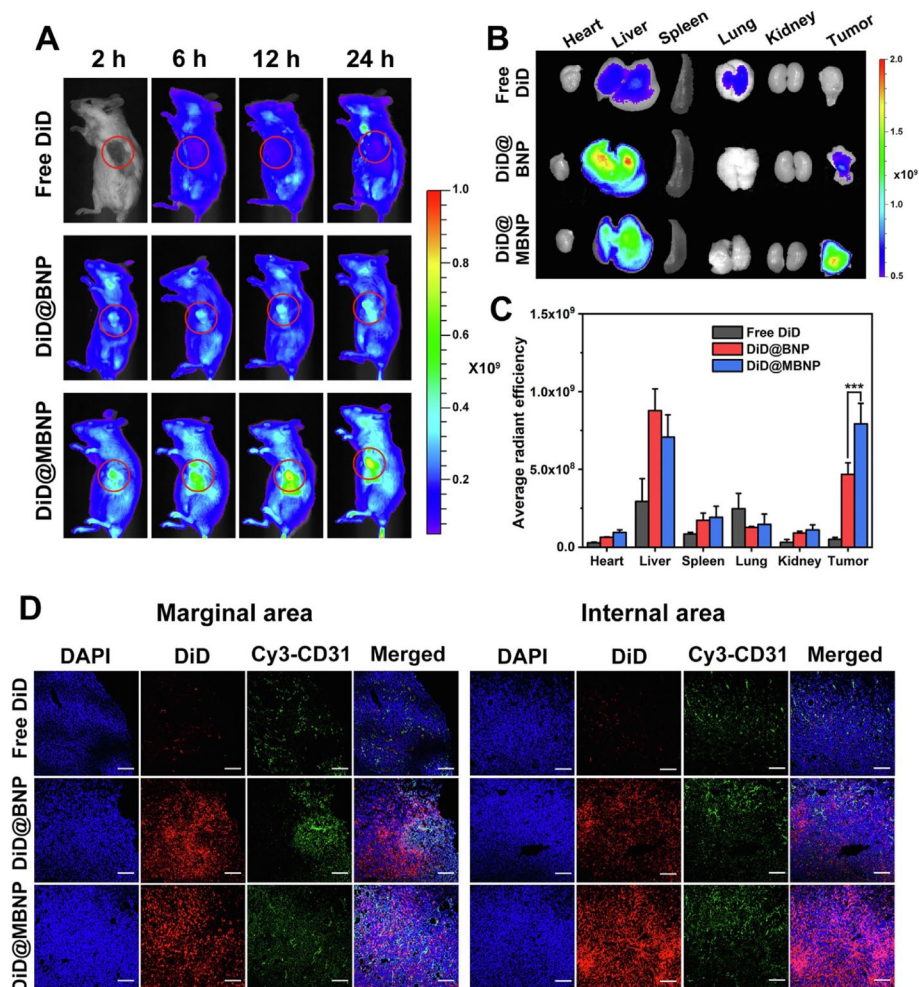 A
2 h 6 h 12 h 24 h
Free DiD
DiD@BNP
DiD@MBNP
1.0
0.8
0.6
X10⁹
0.4
0.2
B
Heart Liver Spleen Lung Kidney Tumor
Free DiD
DiD@ BNP
DiD@ MBNP
2.0
1.5
×10⁹
1.0
0.5
C
Average radiant efficiency
1.5x10⁹
1.0x10⁹
5.0x10⁸
0.0
Free DiD
DiD@BNP
DiD@MBNP
***
Heart Liver Spleen Lung Kidney Tumor
D
Marginal area Internal area
DAPI DiD Cy3-CD31 Merged DAPI DiD Cy3-CD31 Merged
Free DiD
DiD@BNP
DiD@MBNP